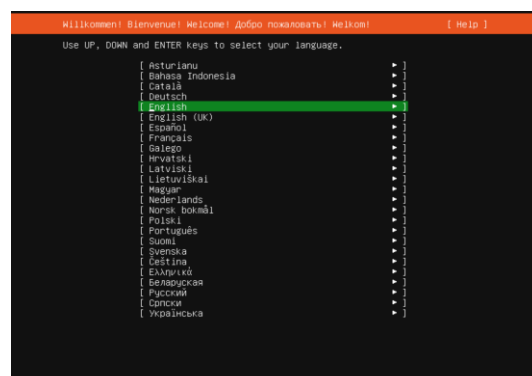 Willkommen! Bienvenue! Welcome! Добро пожаловать! Welkom! [ Help ]
Use UP, DOWN and ENTER keys to select your language.
[ Asturianu ► ]
[ Bahasa Indonesia ► ]
[ Català ► ]
[ Deutsch ► ]
[ English ► ]
[ English (UK) ► ]
[ Español ► ]
[ Français ► ]
[ Galego ► ]
[ Hrvatski ► ]
[ Latviski ► ]
[ Lietuviškai ► ]
[ Magyar ► ]
[ Nederlands ► ]
[ Norsk bokmål ► ]
[ Polski ► ]
[ Português ► ]
[ Suomi ► ]
[ Svenska ► ]
[ Čeština ► ]
[ Ελληνικά ► ]
[ Беларуская ► ]
[ Русский ► ]
[ Српски ► ]
[ Українська ► ]